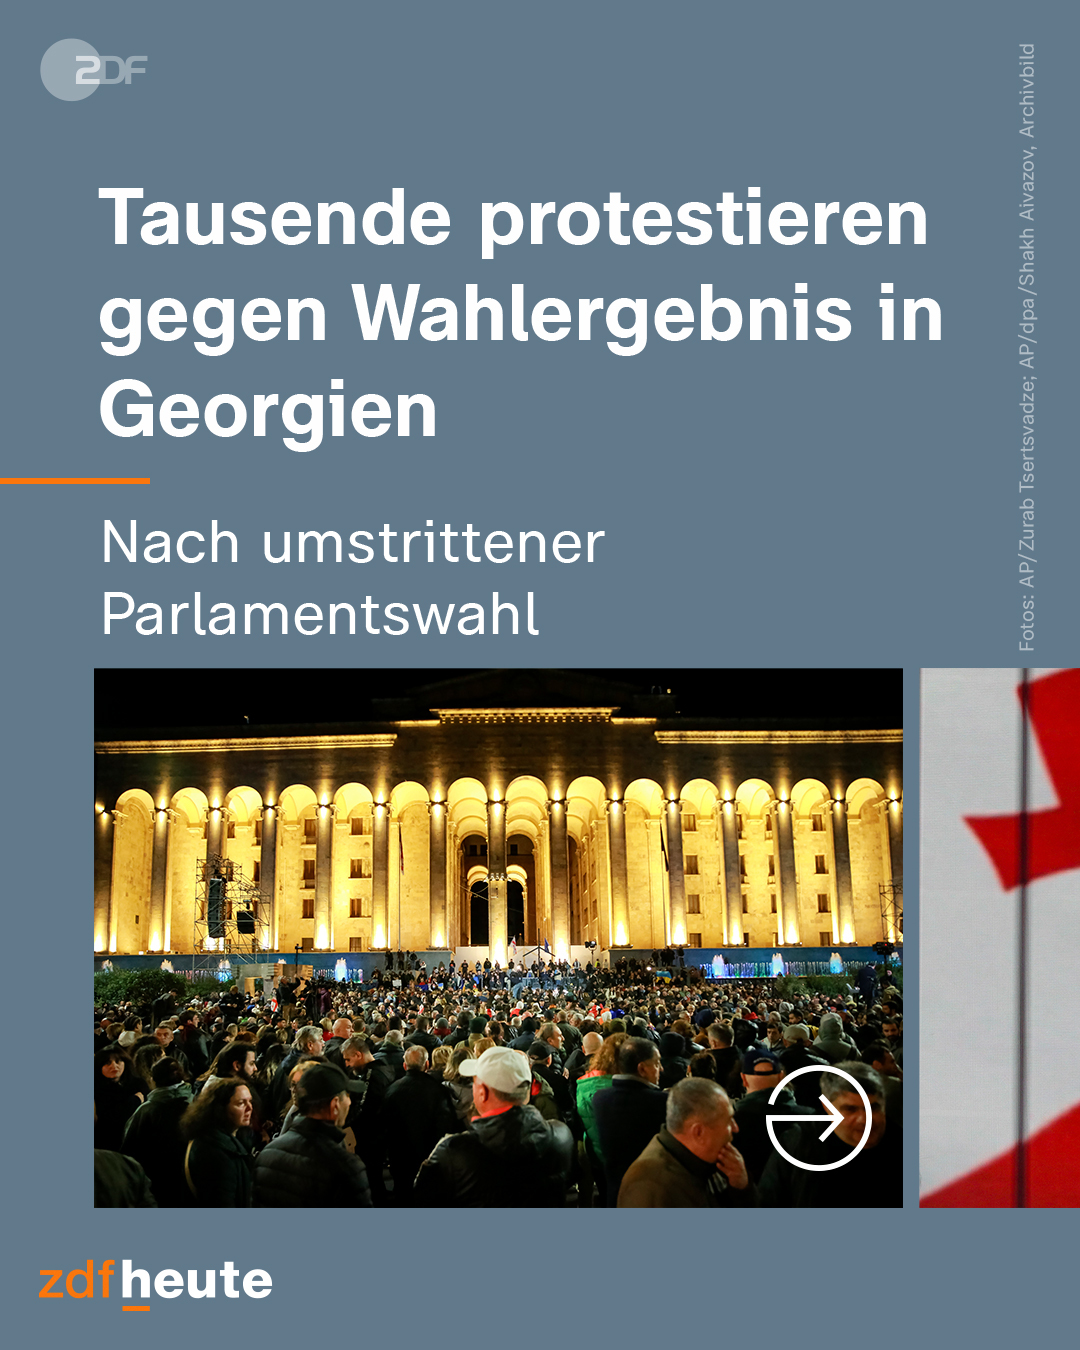 ZDF
Tausende protestieren
gegen Wahlergebnis in
Georgien
Nach umstrittener
Parlamentswahl
Fotos: AP/Zurab Tsertsvadze; AP/dpa/Shakh Aivazov, Archivbild
zdfheute